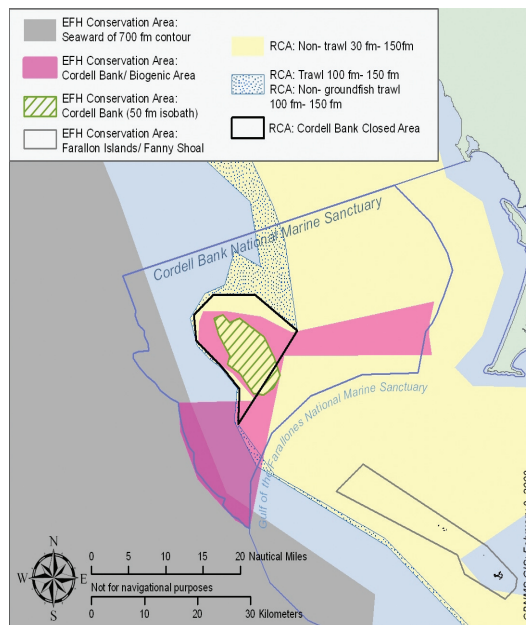 EFH Conservation Area:
Seaward of 700 fm contour
EFH Conservation Area:
Cordell Bank/ Biogenic Area
EFH Conservation Area:
Cordell Bank (50 fm isobath)
EFH Conservation Area:
Farallon Islands/ Fanny Shoal
RCA: Non- trawl 30 fm- 150fm
RCA: Trawl 100 fm- 150 fm
RCA: Non- groundfish trawl
100 fm- 150 fm
RCA: Cordell Bank Closed Area
Cordell Bank National Marine Sanctuary
Gulf of the Farallones National Marine Sanctuary
N
W E
S
0 5 10 20 Nautical Miles
Not for navigational purposes
0 10 20 30 Kilometers